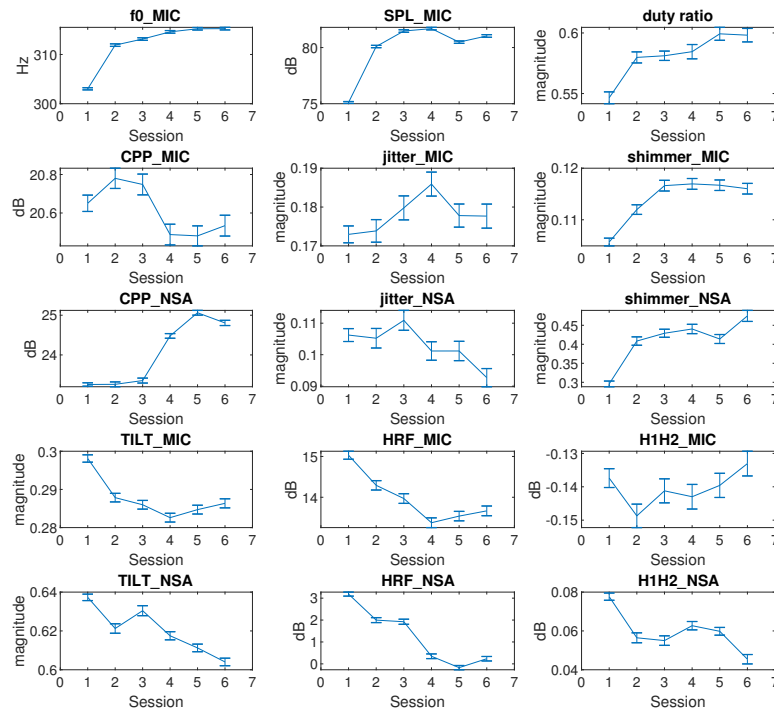 f0_MIC SPL_MIC duty ratio
Hz 315 300 0 1 2 3 4 5 6 7 Session
dB 80 75 0 1 2 3 4 5 6 7 Session
magnitude 0.6 0.55 0 1 2 3 4 5 6 7 Session
CPP_MIC jitter_MIC shimmer_MIC
dB 20.8 20.6 0 1 2 3 4 5 6 7 Session
magnitude 0.19 0.18 0.17 0 1 2 3 4 5 6 7 Session
magnitude 0.12 0.11 0 1 2 3 4 5 6 7 Session
CPP_NSA jitter_NSA shimmer_NSA
dB 25 24 0 1 2 3 4 5 6 7 Session
magnitude 0.11 0.1 0.09 0 1 2 3 4 5 6 7 Session
magnitude 0.45 0.4 0.35 0.3 0 1 2 3 4 5 6 7 Session
TILT_MIC HRF_MIC H1H2_MIC
magnitude 0.3 0.29 0.28 0 1 2 3 4 5 6 7 Session
dB 15 14 0 1 2 3 4 5 6 7 Session
dB -0.13 -0.14 -0.15 0 1 2 3 4 5 6 7 Session
TILT_NSA HRF_NSA H1H2_NSA
magnitude 0.64 0.62 0.6 0 1 2 3 4 5 6 7 Session
dB 3 2 1 0 0 1 2 3 4 5 6 7 Session
dB 0.08 0.06 0.04 0 1 2 3 4 5 6 7 Session